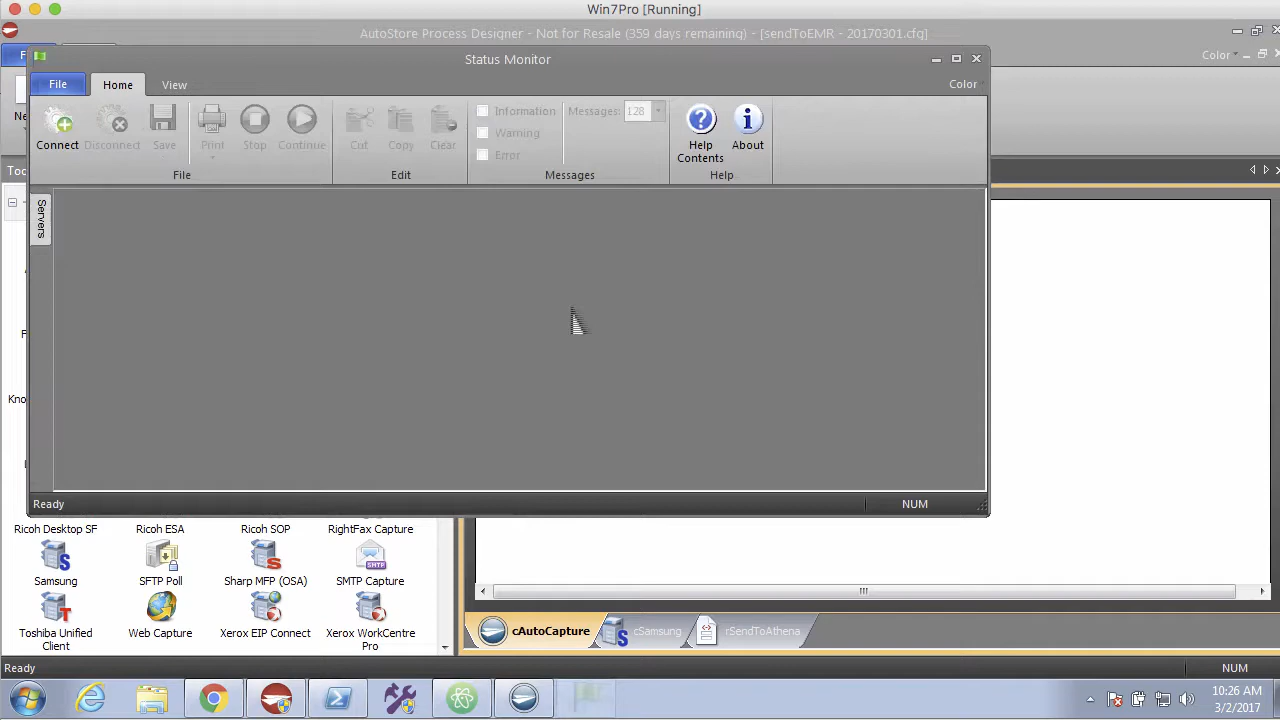 Win7Pro [Running]
AutoStore Process Designer - Not for Resale (359 days remaining) - [sendToEMR - 20170301.cfg]
Status Monitor
Color
File
Home
View
Color
Connect
Disconnect
Save
Print
Stop
Continue
Cut
Copy
Clear
Information
Warning
Error
Messages:
128
Help
Contents
About
File
Edit
Messages
Help
Servers
Ready
NUM
Ricoh Desktop SF
Ricoh ESA
Ricoh SOP
RightFax Capture
Samsung
SFTP Poll
Sharp MFP (OSA)
SMTP Capture
Toshiba Unified
Client
Web Capture
Xerox EIP Connect
Xerox WorkCentre
Pro
cAutoCapture
cSamsung
rSendToAthena
Ready
NUM
10:26 AM
3/2/2017